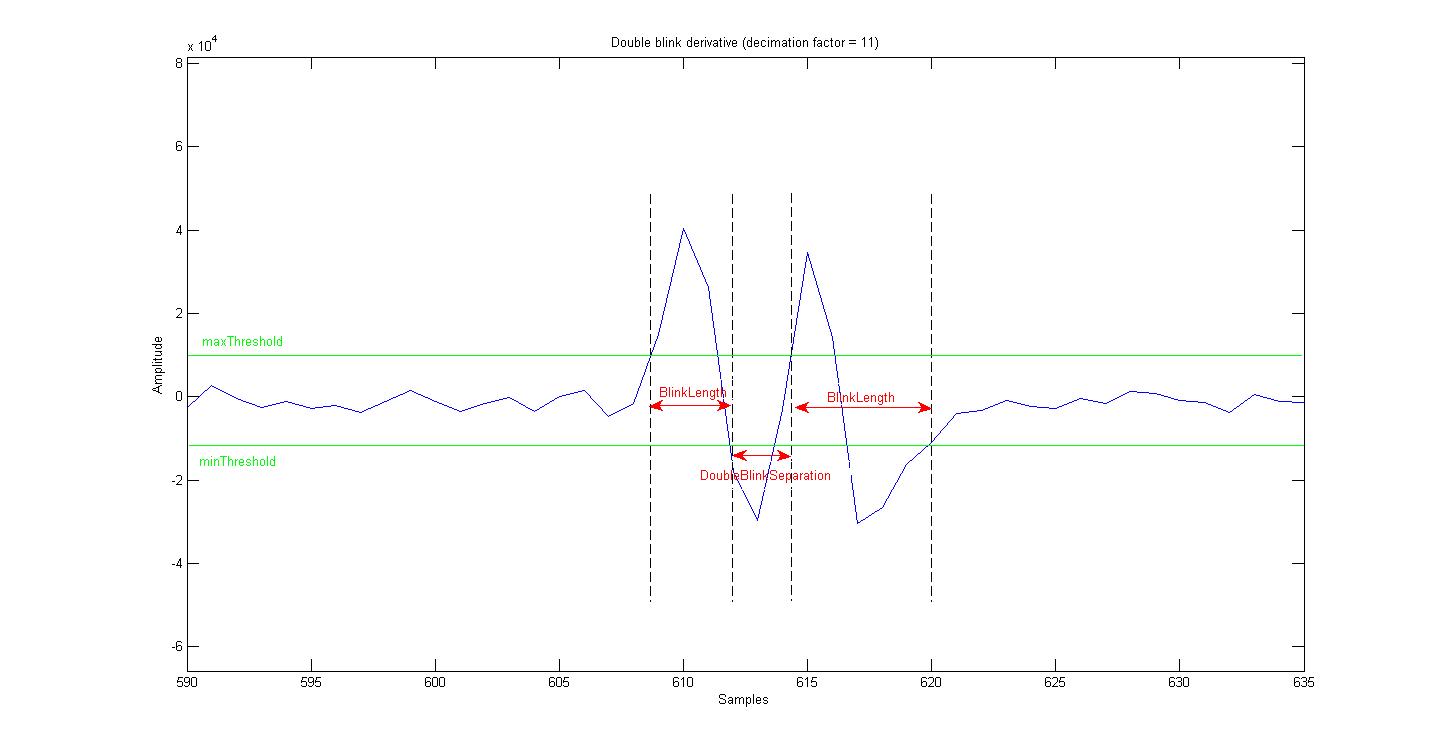 Double blink derivative (decimation factor = 11)
x 10^4
8
6
4
2
0
-2
-4
-6
Amplitude
maxThreshold
BlinkLength
BlinkLength
minThreshold
DoubleBlinkSeparation
590 595 600 605 610 615 620 625 630 635
Samples